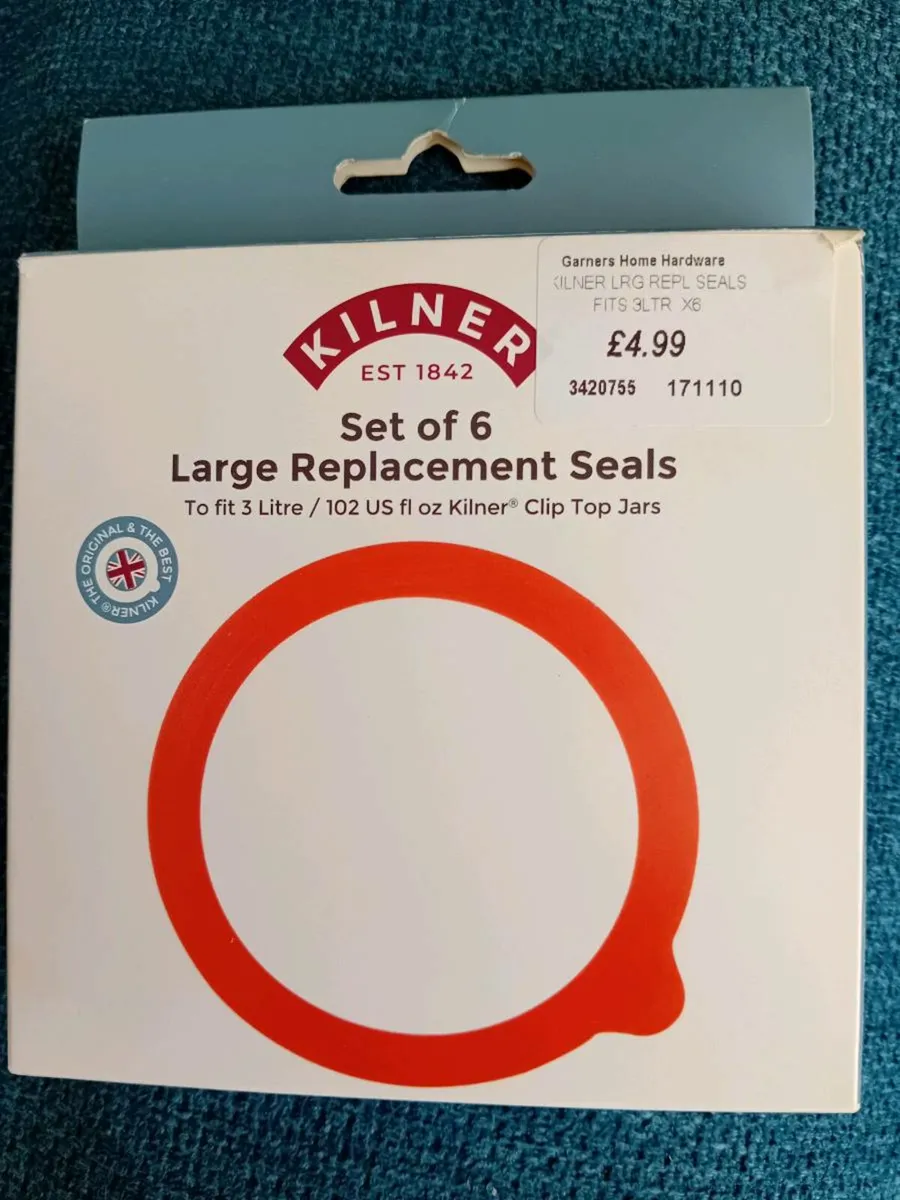 Garners Home Hardware
KILNER LRG REPL SEALS
FITS 3LTR X6
£4.99
3420755 171110
KILNER
EST 1842
Set of 6
Large Replacement Seals
To fit 3 Litre / 102 US fl oz Kilner® Clip Top Jars
THE ORIGINAL & THE BEST
KILNER®